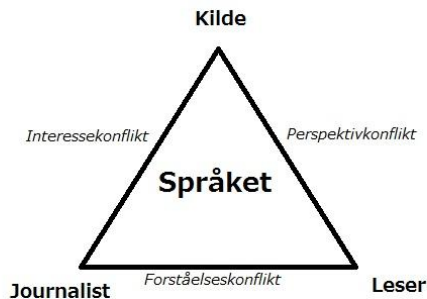 Kilde
Interessekonflikt
Perspektivkonflikt
Språket
Forståelseskonflikt
Journalist
Leser